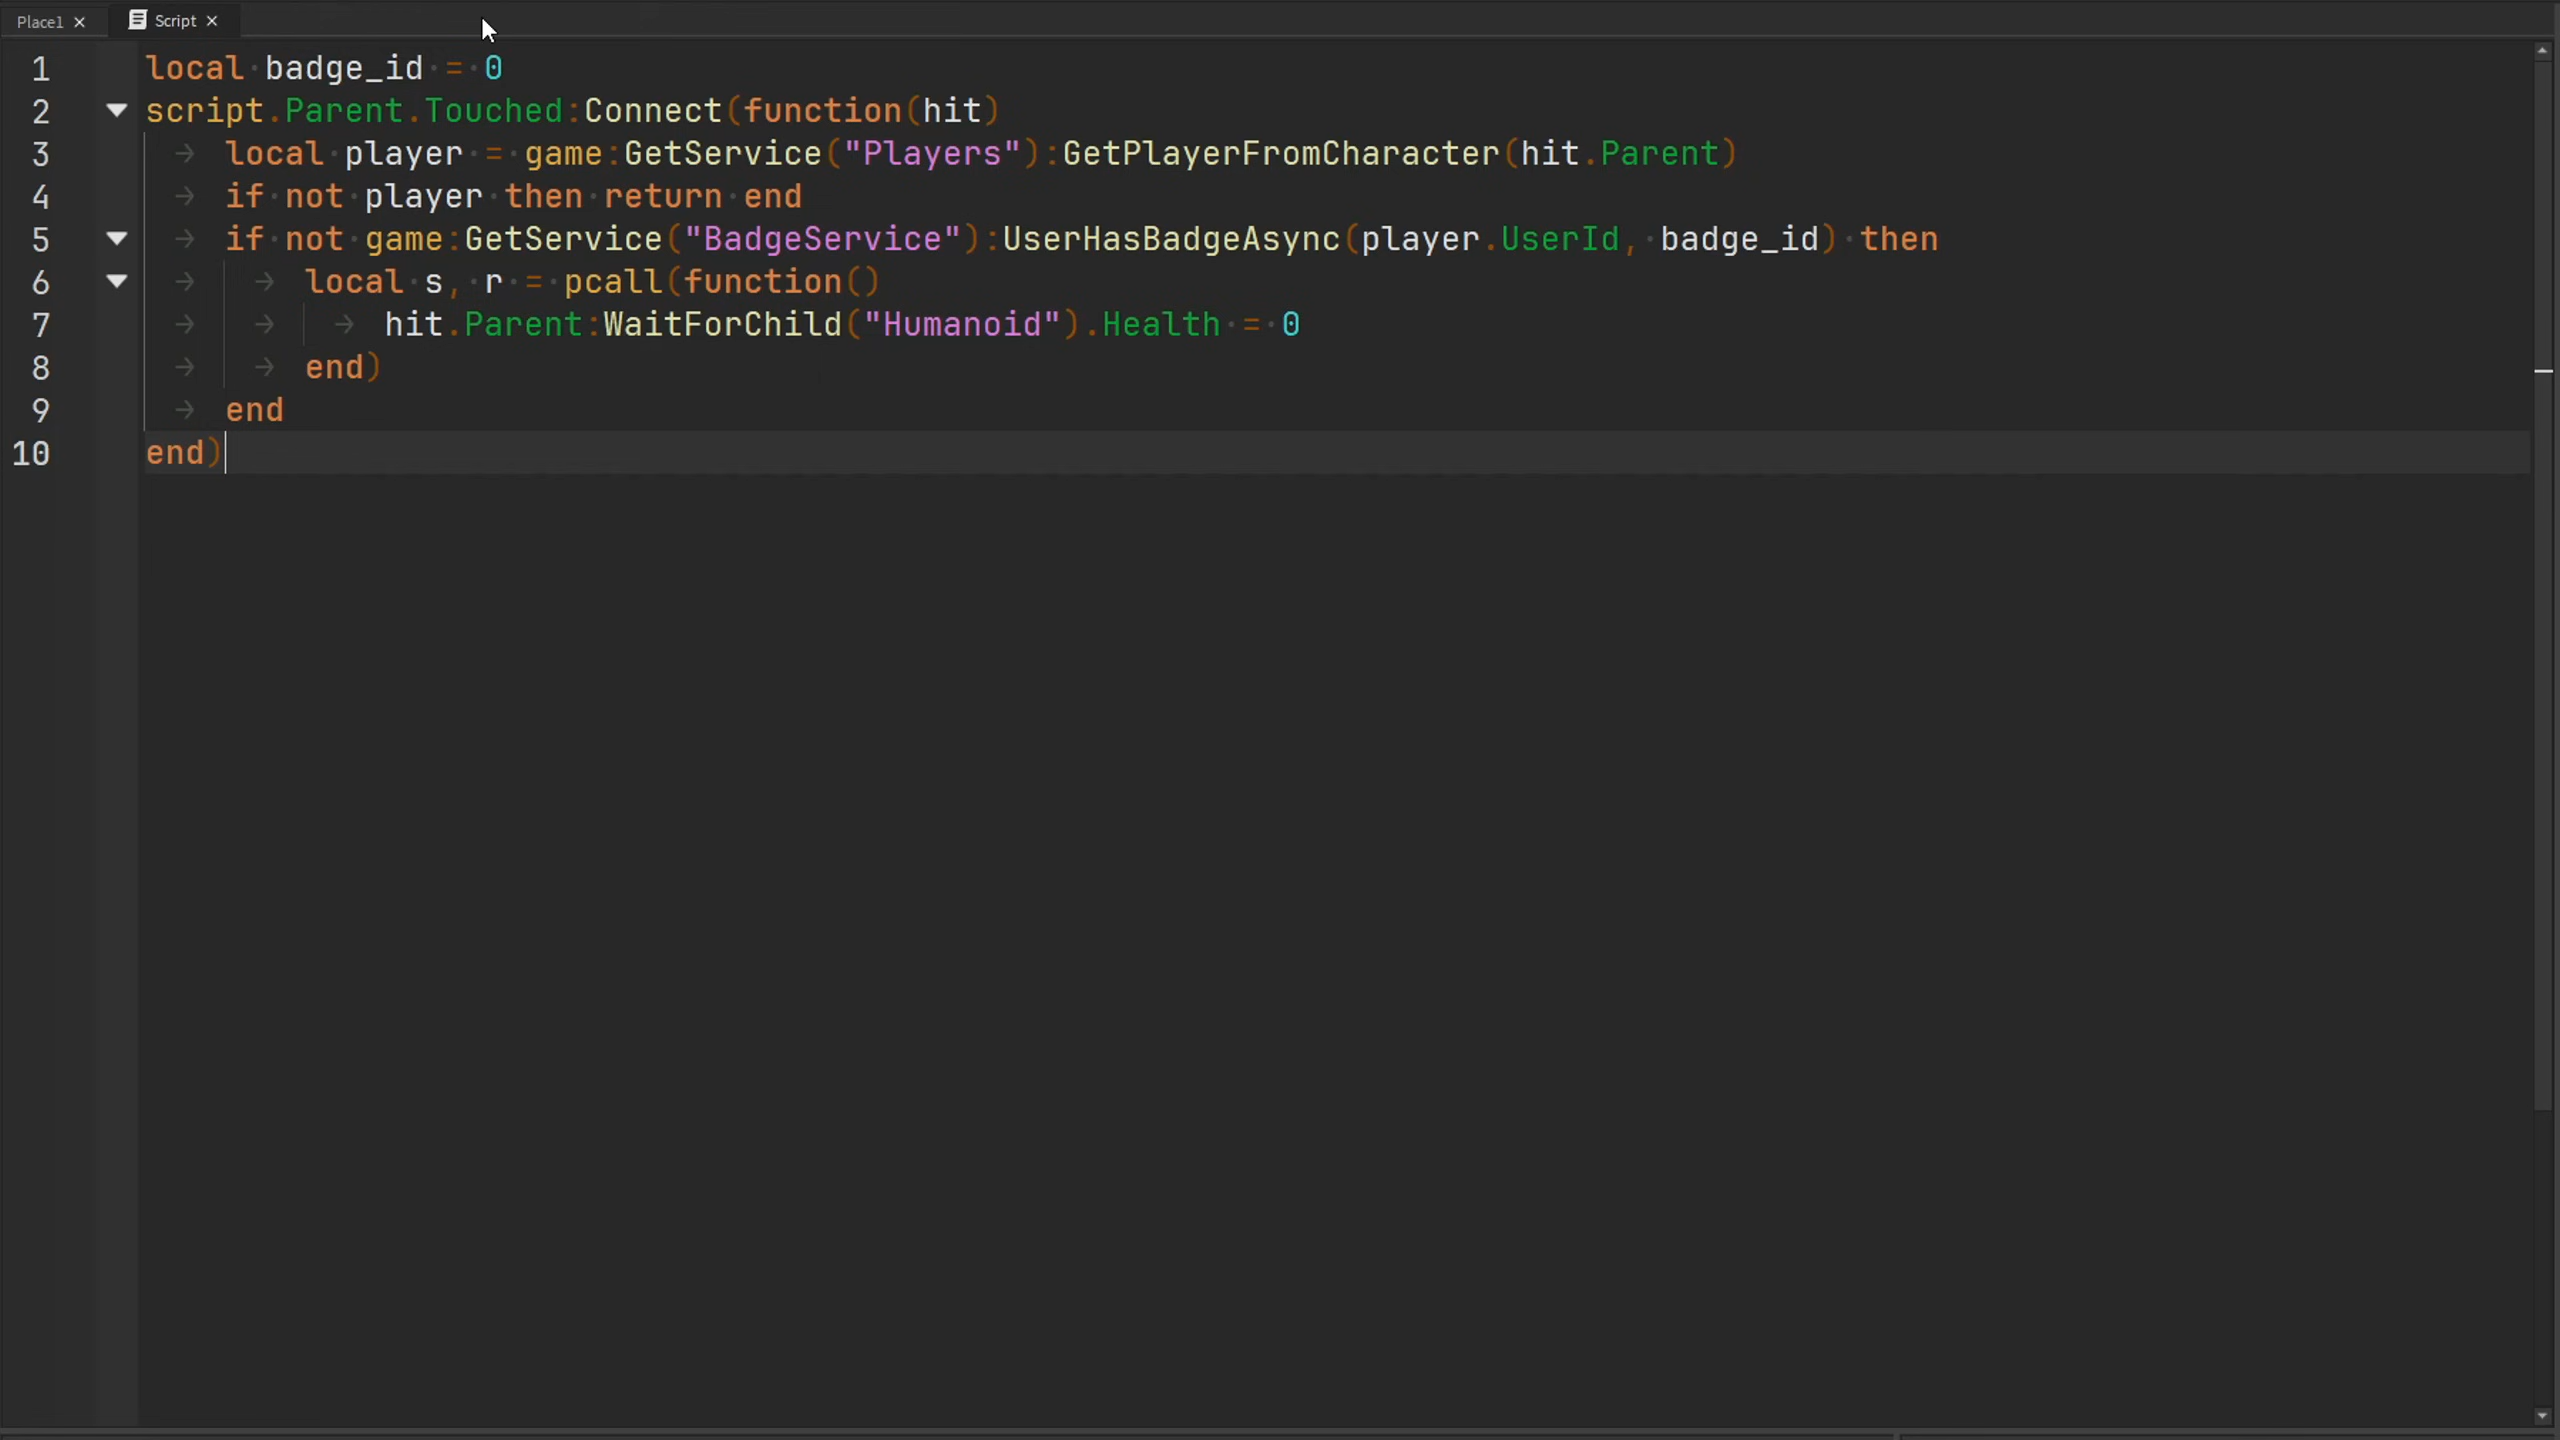 Place1 × Script ×
1 local badge_id = 0
2 script.Parent.Touched:Connect(function(hit)
3 local player = game:GetService("Players"):GetPlayerFromCharacter(hit.Parent)
4 if not player then return end
5 if not game:GetService("BadgeService"):UserHasBadgeAsync(player.UserId, badge_id) then
6 local s, r = pcall(function()
7 hit.Parent:WaitForChild("Humanoid").Health = 0
8 end)
9 end
10 end)